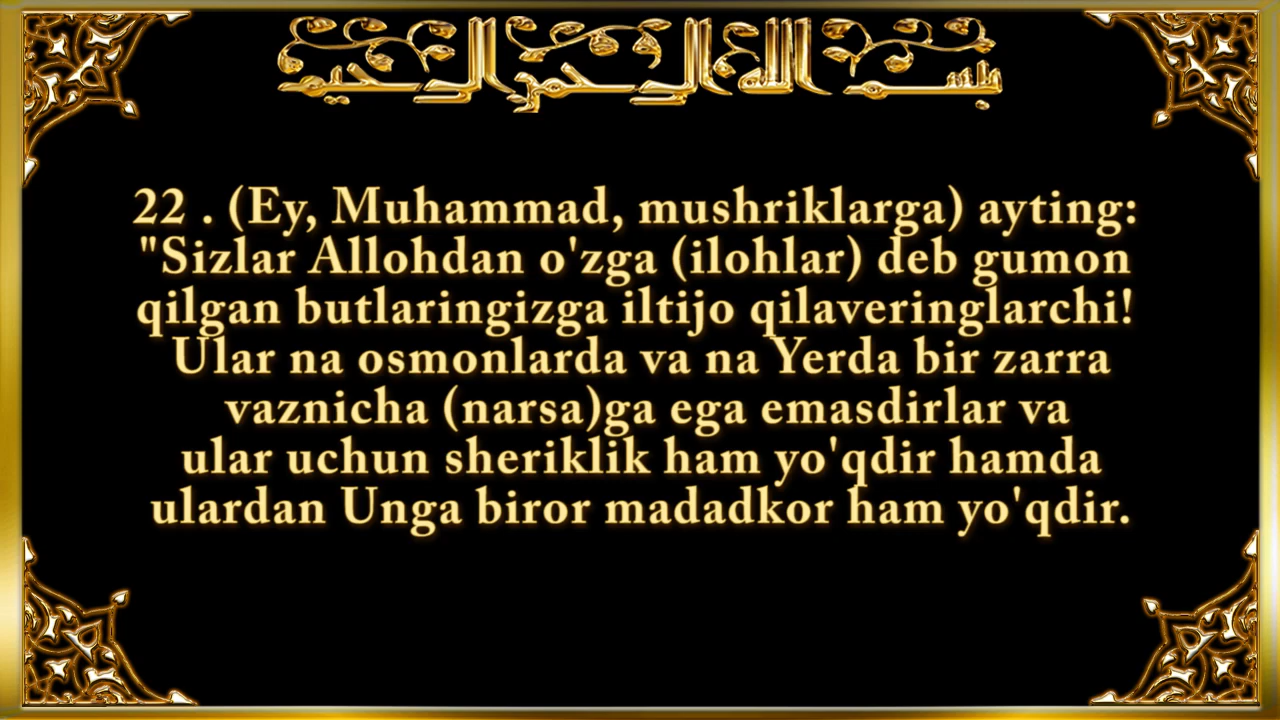 بسم الله الرحمن الرحيم
22 . (Ey, Muhammad, mushriklarga) ayting:
"Sizlar Allohdan o'zga (ilohlar) deb gumon
qilgan butlaringizga iltijo qilaveringlarchi!
Ular na osmonlarda va na Yerda bir zarra
vaznicha (narsa)ga ega emasdirlar va
ular uchun sheriklik ham yo'qdir hamda
ulardan Unga biror madadkor ham yo'qdir.